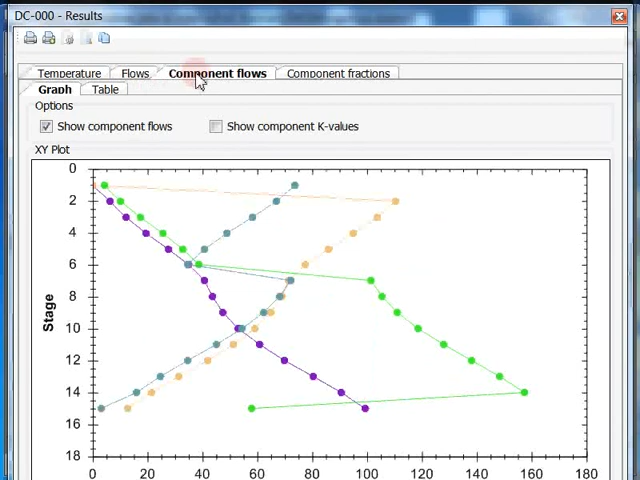 DC-000 - Results
Temperature Flows Component flows Component fractions
Graph Table
Options
Show component flows Show component K-values
XY Plot
0
2
4
6
8
10
12
14
16
18
Stage
0 20 40 60 80 100 120 140 160 180